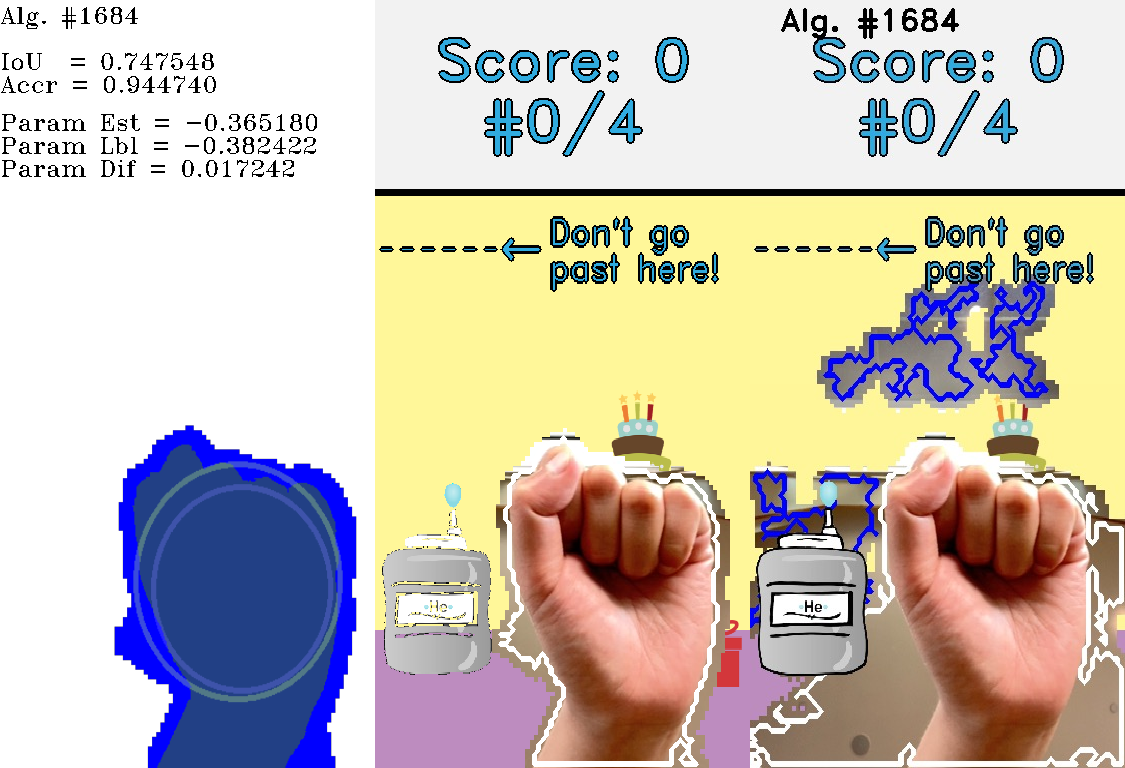 Alg. #1684
IoU = 0.747548
Accr = 0.944740
Param Est = -0.365180
Param Lbl = -0.382422
Param Dif = 0.017242
Score: 0
#0/4
Don't go
past here!
He
Alg. #1684
Score: 0
#0/4
Don't go
past here!
He